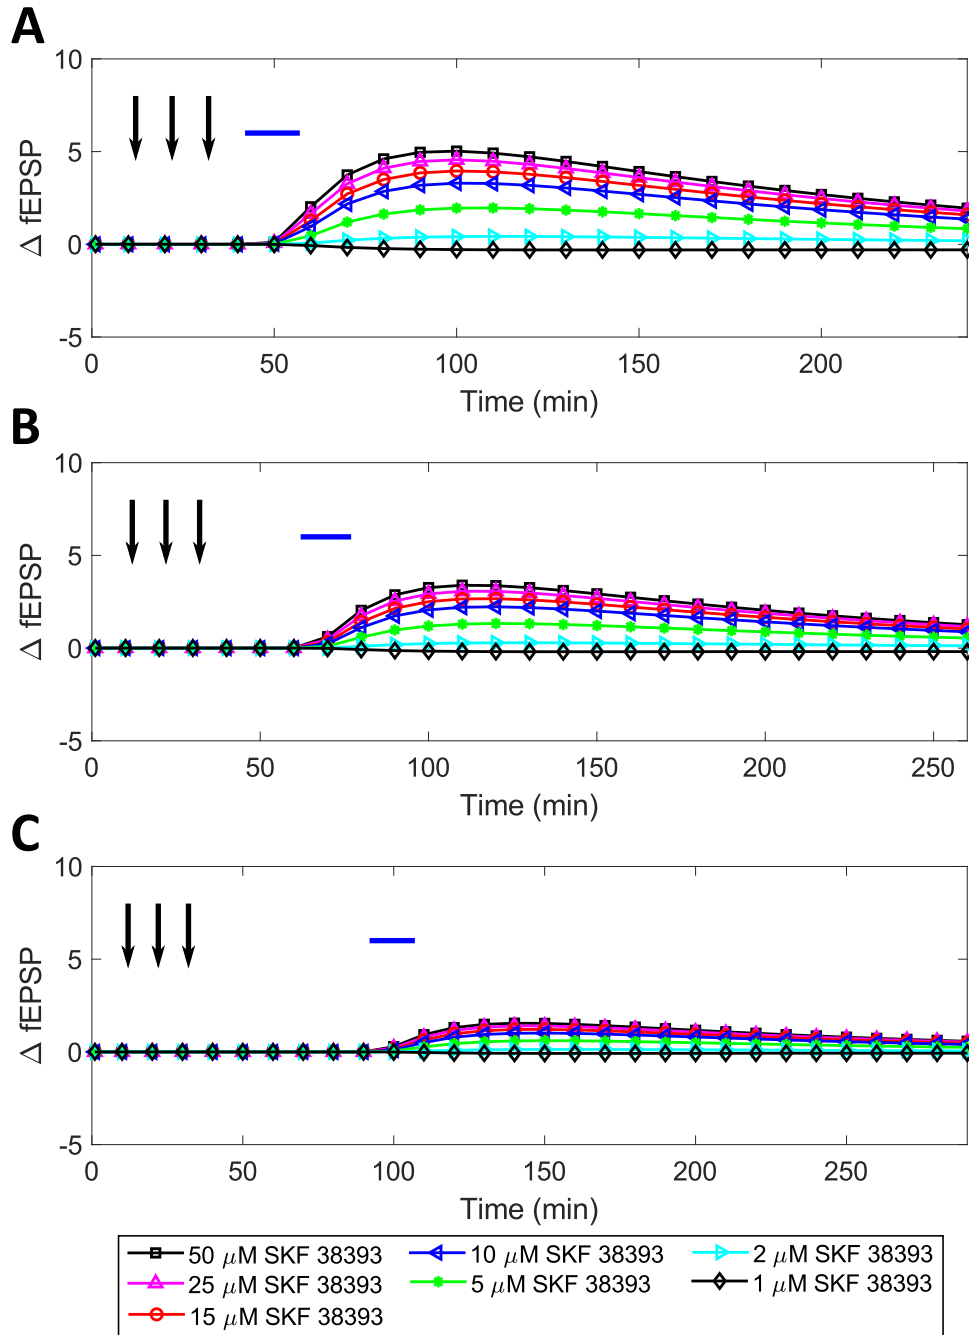 A
10
5
0
-5
Δ fEPSP
0 50 100 150 200
Time (min)
B
10
5
0
-5
Δ fEPSP
0 50 100 150 200 250
Time (min)
C
10
5
0
-5
Δ fEPSP
0 50 100 150 200 250
Time (min)
50 μM SKF 38393 10 μM SKF 38393 2 μM SKF 38393
25 μM SKF 38393 5 μM SKF 38393 1 μM SKF 38393
15 μM SKF 38393